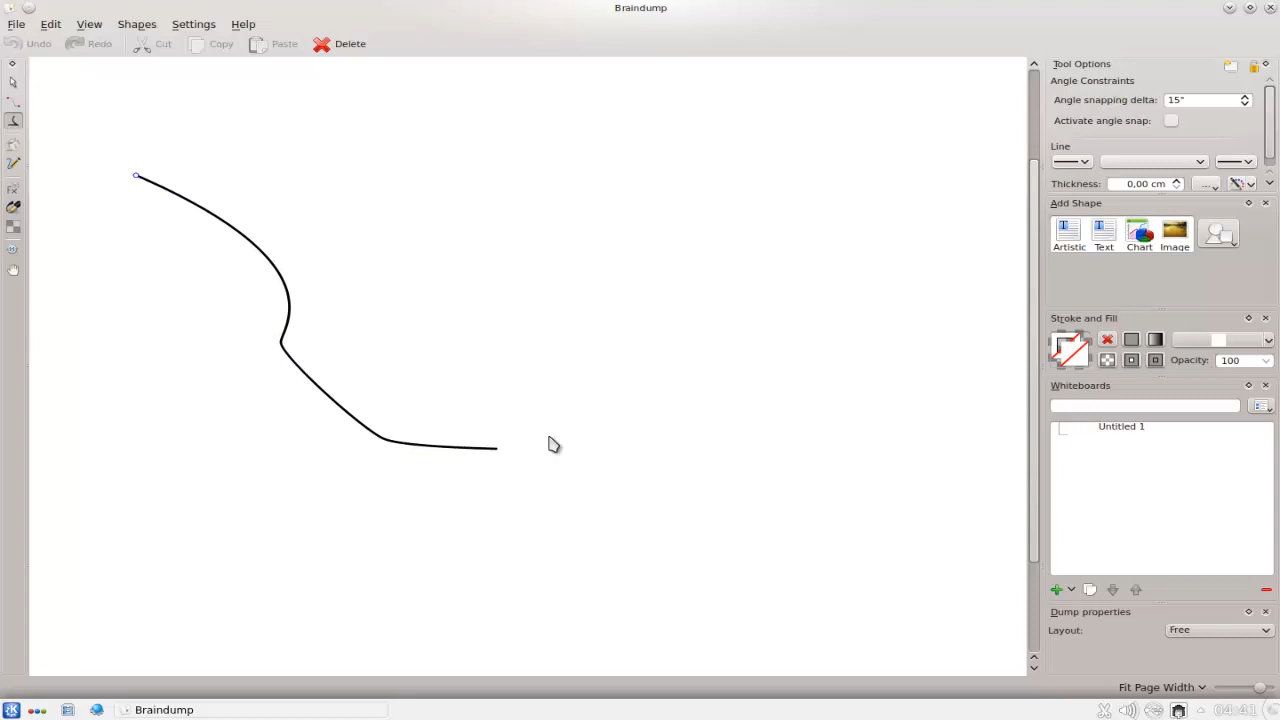 Braindump
File Edit View Shapes Settings Help
Undo Redo Cut Copy Paste Delete
Tool Options
Angle Constraints
Angle snapping delta: 15°
Activate angle snap:
Line
Thickness: 0,00 cm ...
Add Shape
Artistic Text Chart Image
Stroke and Fill
Opacity: 100
Whiteboards
Untitled 1
Dump properties
Layout: Free
Fit Page Width
Braindump 04:41